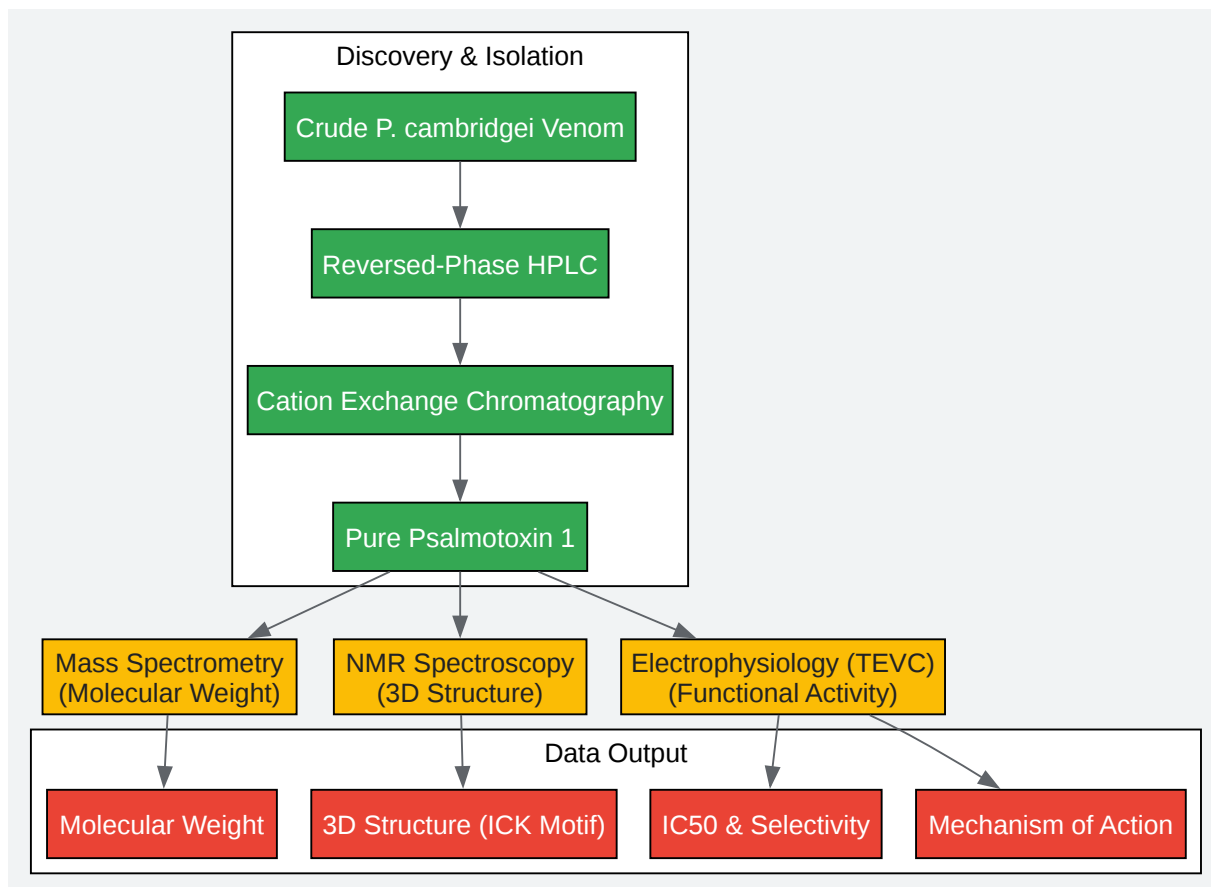 Discovery & Isolation
Crude P. cambridgei Venom
Reversed-Phase HPLC
Cation Exchange Chromatography
Pure Psalmotoxin 1
Mass Spectrometry
(Molecular Weight)
NMR Spectroscopy
(3D Structure)
Electrophysiology (TEVC)
(Functional Activity)
Data Output
Molecular Weight
3D Structure (ICK Motif)
IC50 & Selectivity
Mechanism of Action